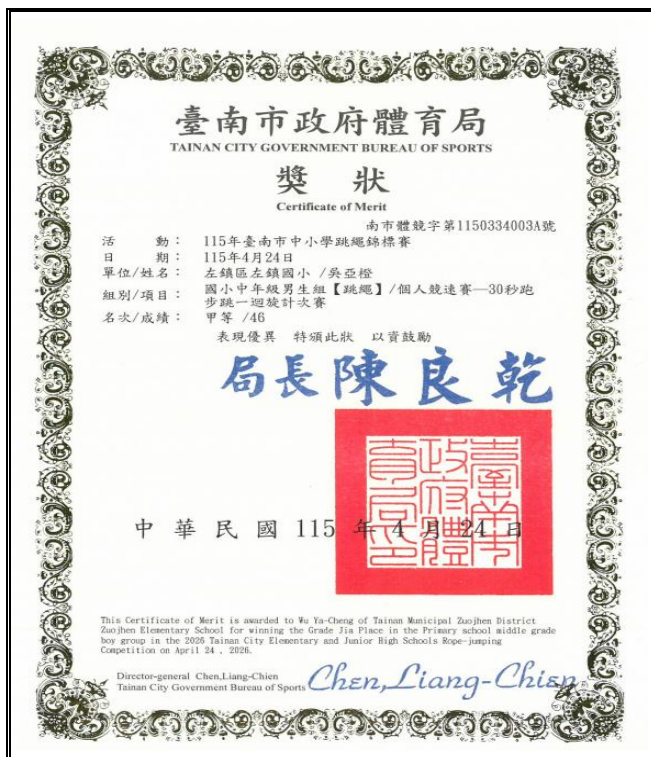 臺南市政府體育局
TAINAN CITY GOVERNMENT BUREAU OF SPORTS
獎 狀
Certificate of Merit
南市體競字第1150334003A號
活 動： 115年臺南市中小學跳繩錦標賽
日 期： 115年4月24日
單位/姓名： 左鎮區左鎮國小 /吳亞橙
組別/項目： 國小中年級男生組【跳繩】/個人競速賽—30秒跑
步跳一迴旋計次賽
名次/成績： 甲等 /46
表現優異 特頒此狀 以資鼓勵
局長陳良乾
臺南市政府體育局印
中 華 民 國 115 年 4 月 24 日
This Certificate of Merit is awarded to Wu Ya-Cheng of Tainan Municipal Zuojhen District
Zuojhen Elementary School for winning the Grade Jia Place in the Primary school middle grade
boy group in the 2026 Tainan City Elementary and Junior High Schools Rope-jumping
Competition on April 24 , 2026.
Director-general Chen,Liang-Chien
Tainan City Government Bureau of Sports
Chen,Liang-Chien